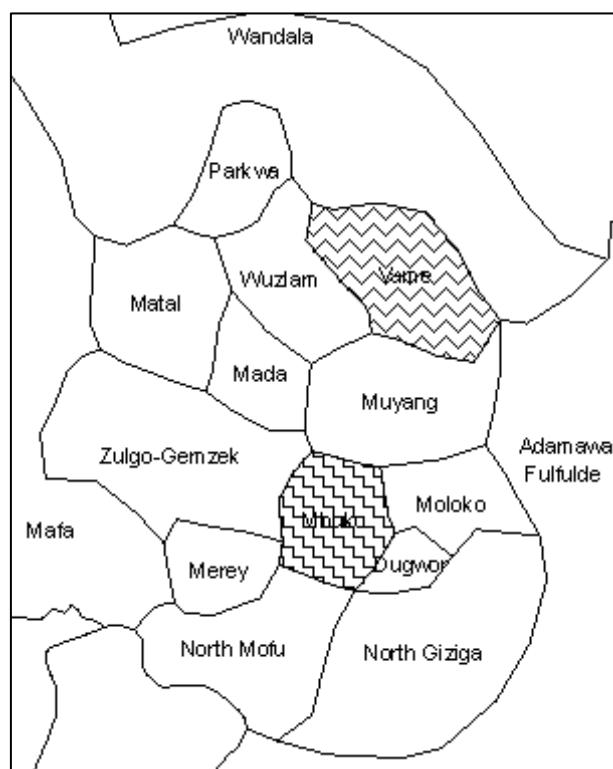 Wandala
Parkwa
Vame
Wuzlam
Matal
Mada
Muyang
Adamawa
Fulfulde
Zulgo-Gemzek
Moloko
Mbuko
Mafa
Dugwor
Merey
North Mofu
North Giziga